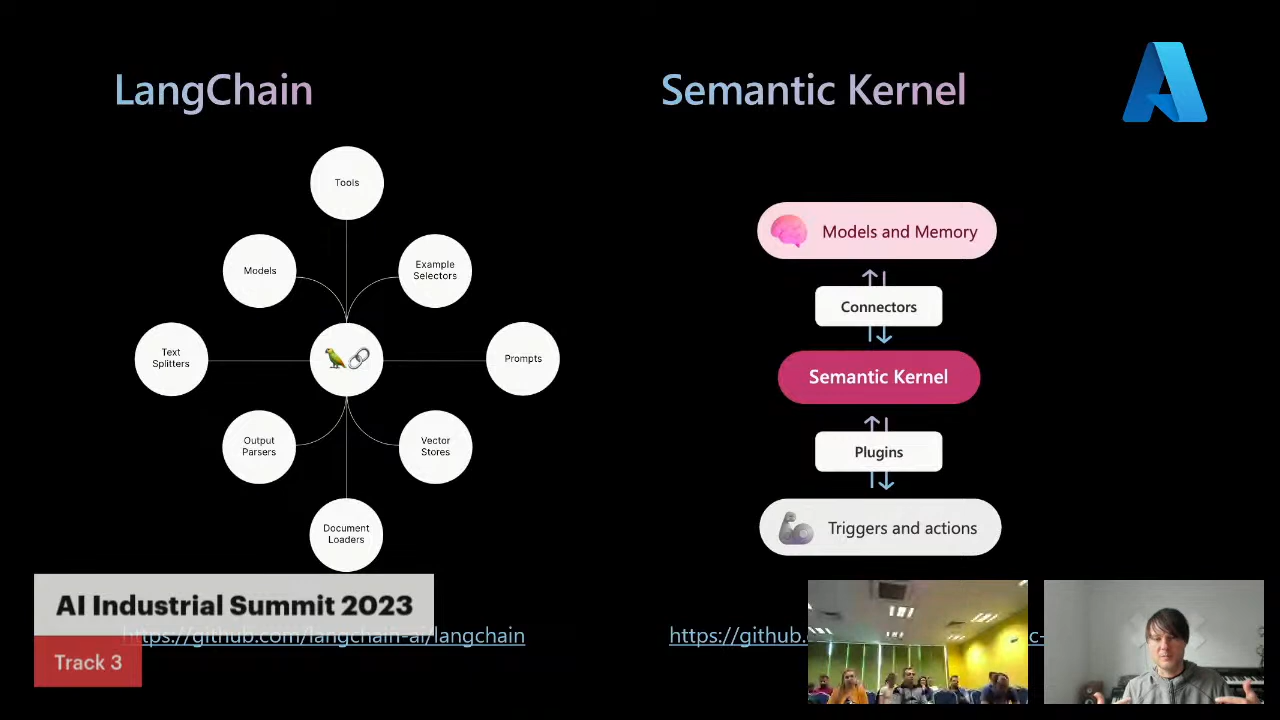 LangChain
Semantic Kernel
Tools
Models
Example
Selectors
Text
Splitters
Prompts
Output
Parsers
Vector
Stores
Document
Loaders
Models and Memory
Connectors
Semantic Kernel
Plugins
Triggers and actions
AI Industrial Summit 2023
https://github.com/langchain-ai/langchain
https://github.
Track 3